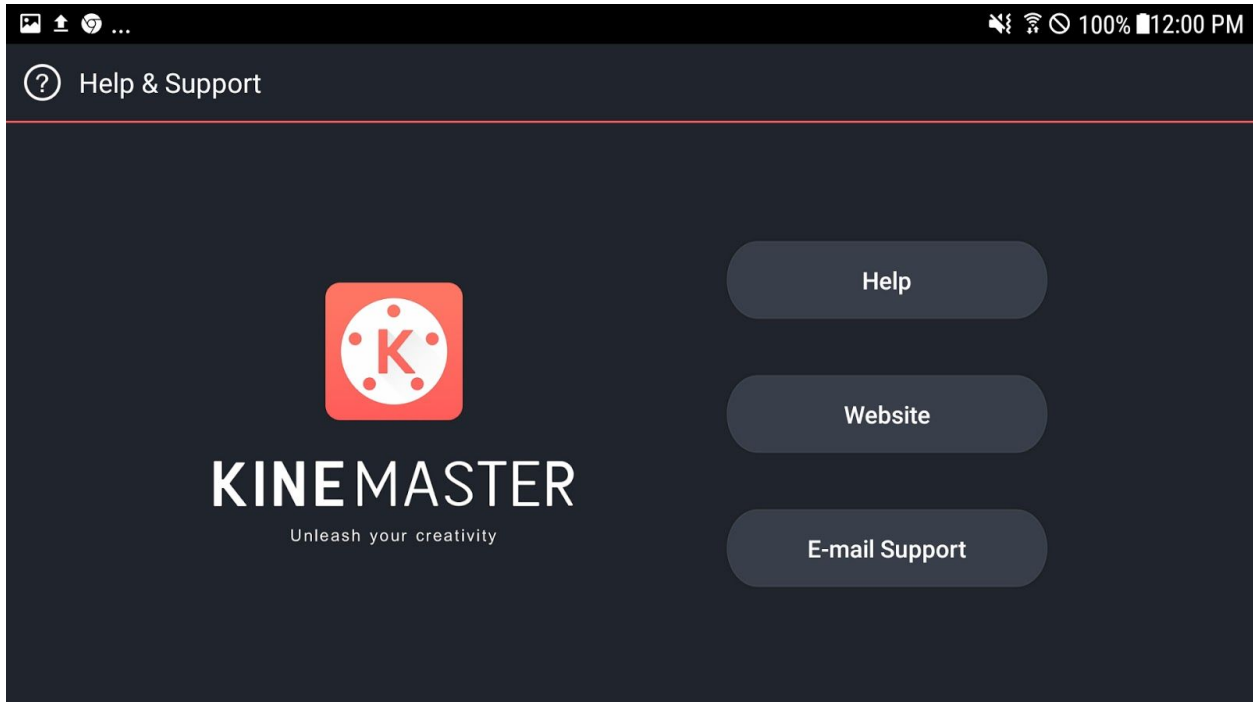 ... 100% 12:00 PM
? Help & Support
K
KINEMASTER
Unleash your creativity
Help
Website
E-mail Support